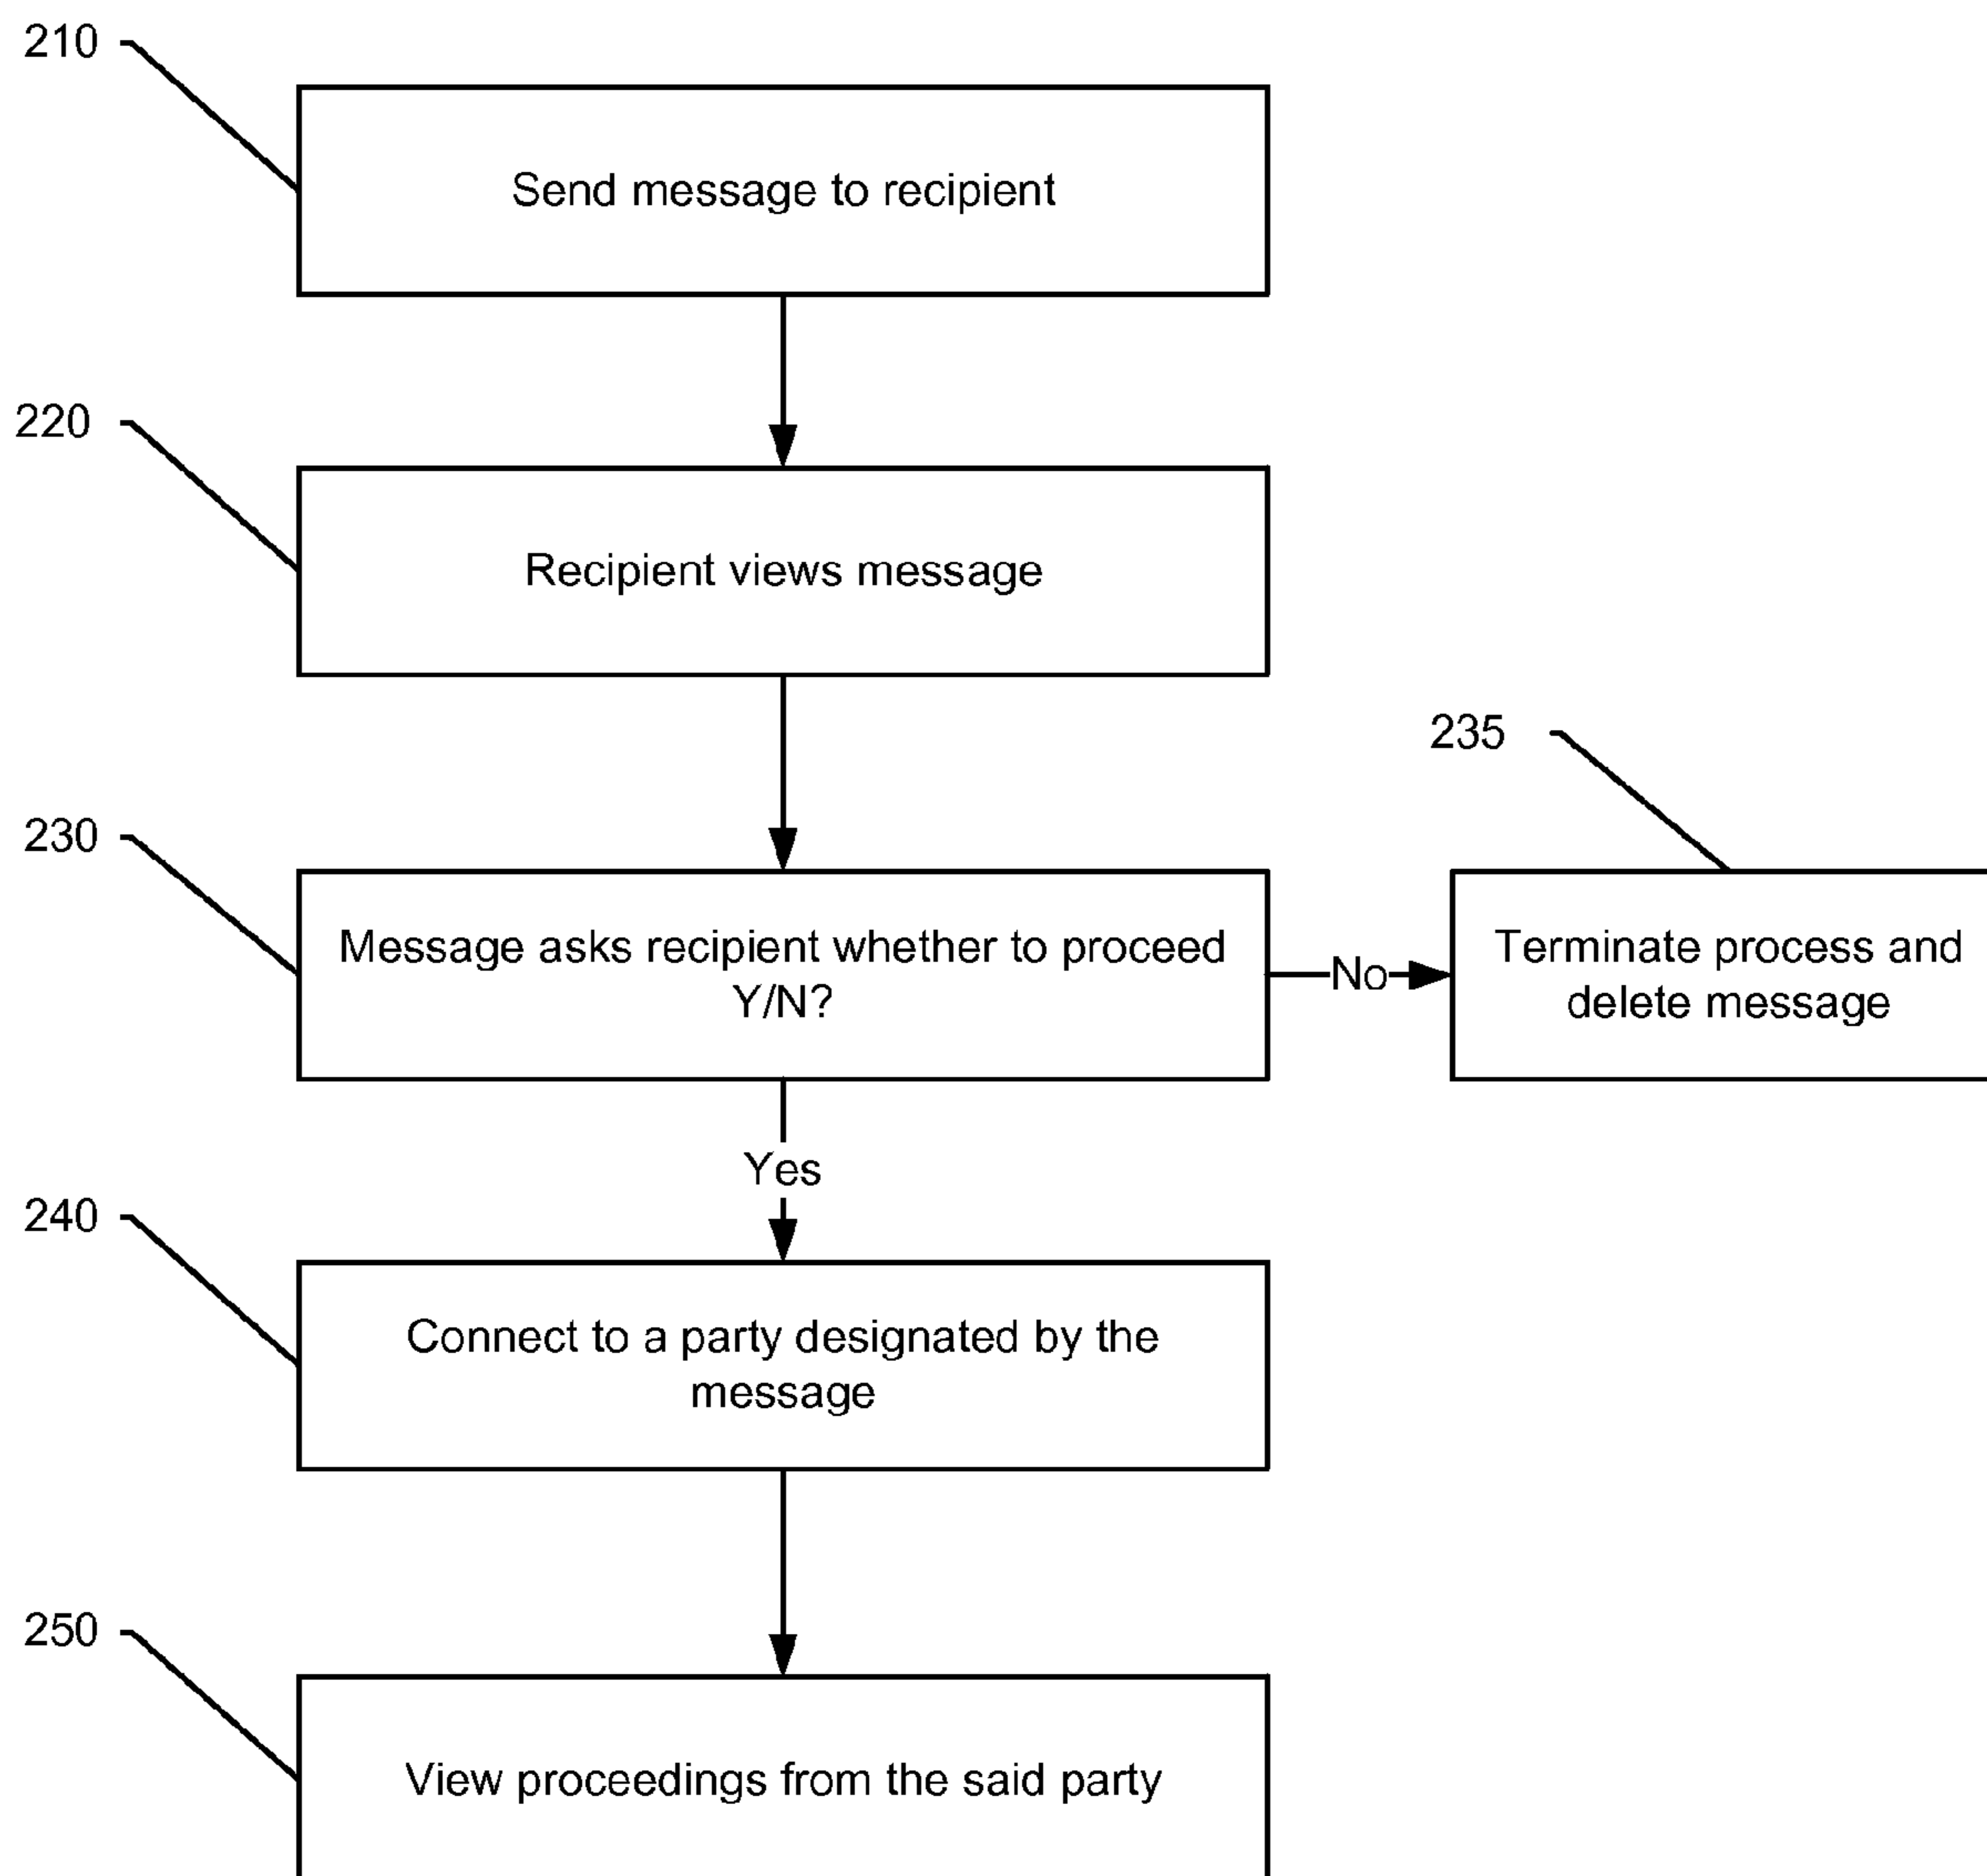 210
Send message to recipient
220
Recipient views message
235
230
Message asks recipient whether to proceed
Y/N?
No
Terminate process and
delete message
Yes
240
Connect to a party designated by the
message
250
View proceedings from the said party